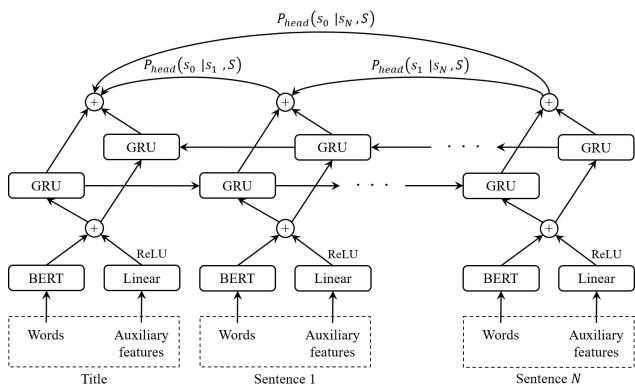 P_head(s_0 |s_N, S)
P_head(s_0 |s_1, S) P_head(s_1 |s_N, S)
+ + +
GRU GRU · · · GRU
GRU GRU · · · GRU
+ + +
ReLU ReLU ReLU
BERT Linear BERT Linear BERT Linear
Words Auxiliary features Words Auxiliary features Words Auxiliary features
Title Sentence 1 Sentence N